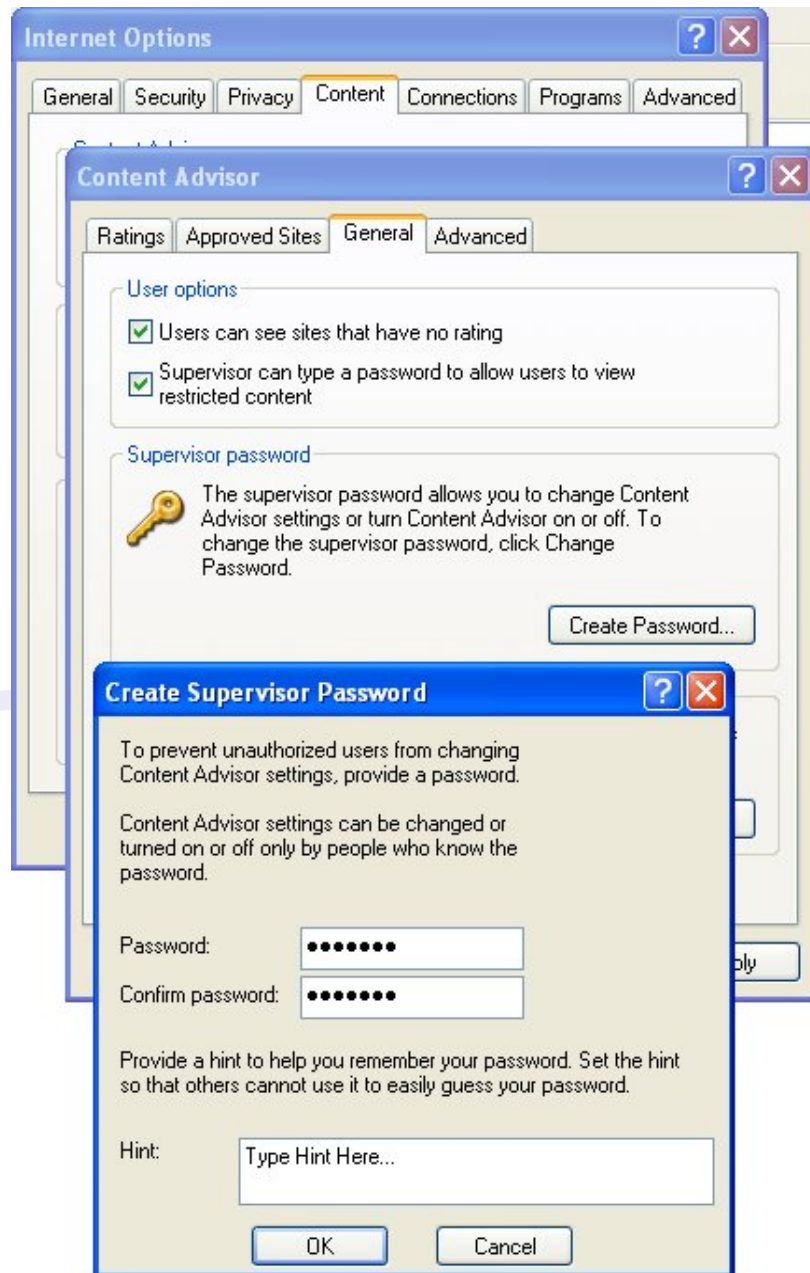 Internet Options
General Security Privacy Content Connections Programs Advanced
Content Advisor
Ratings Approved Sites General Advanced
User options
Users can see sites that have no rating
Supervisor can type a password to allow users to view
restricted content
Supervisor password
The supervisor password allows you to change Content
Advisor settings or turn Content Advisor on or off. To
change the supervisor password, click Change
Password.
Create Password...
Create Supervisor Password
To prevent unauthorized users from changing
Content Advisor settings, provide a password.
Content Advisor settings can be changed or
turned on or off only by people who know the
password.
Password: •••••••
Confirm password: •••••••
Provide a hint to help you remember your password. Set the hint
so that others cannot use it to easily guess your password.
Hint: Type Hint Here...
OK Cancel